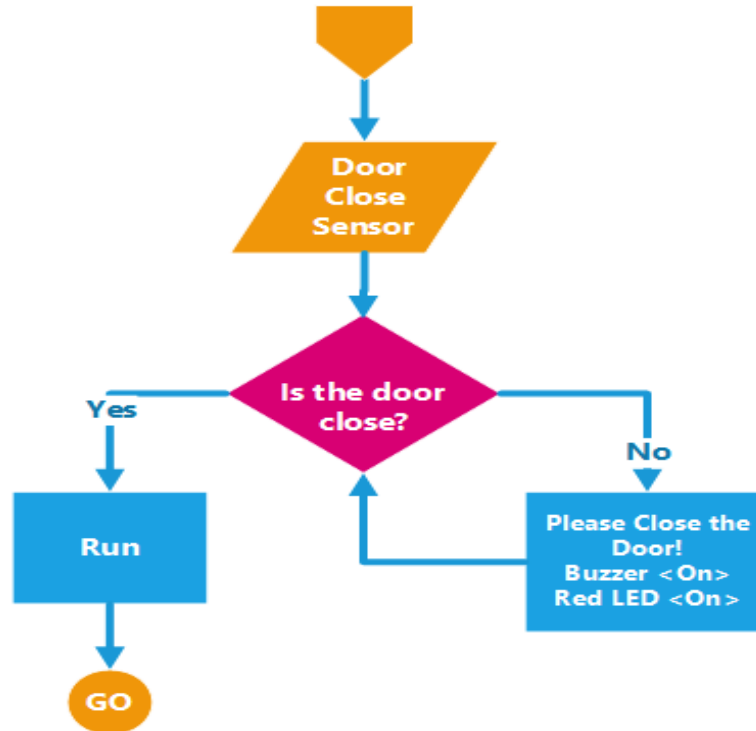 Door
Close
Sensor
Is the door
close?
Yes
No
Run
Please Close the
Door!
Buzzer <On>
Red LED <On>
GO